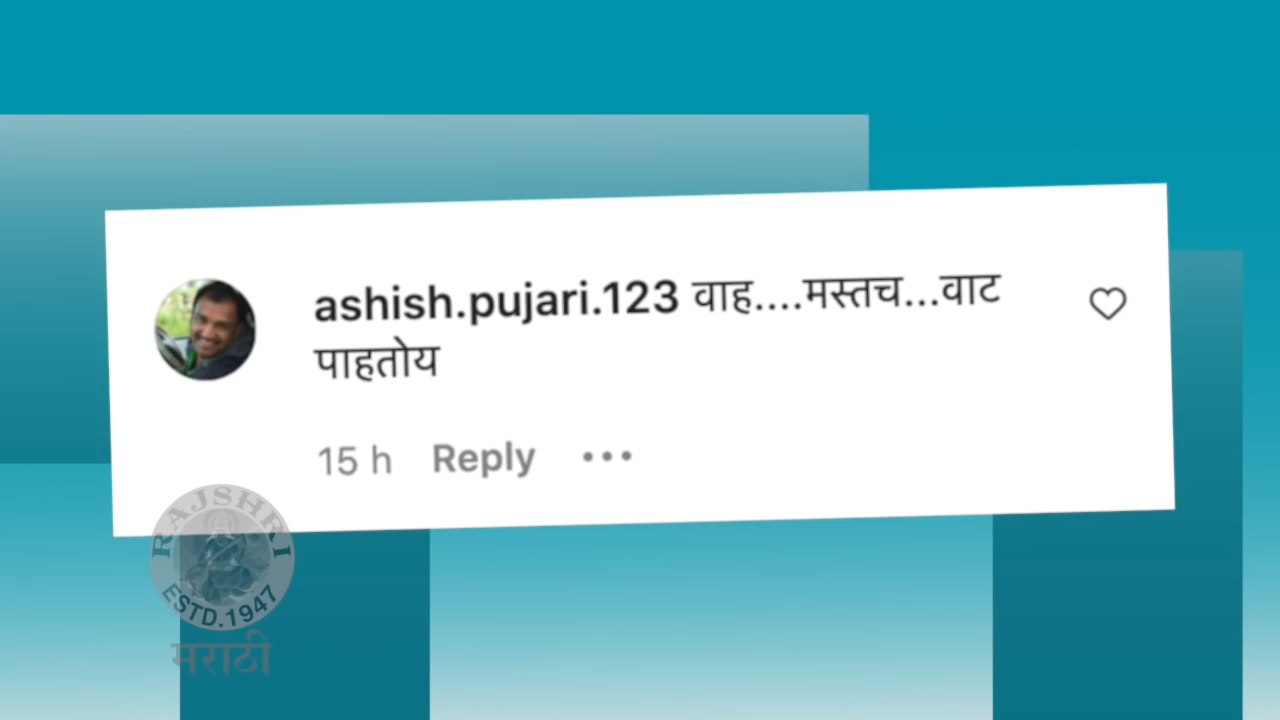 ashish.pujari.123 वाह....मस्तच...वाट
पाहतोय
15 h Reply •••
RAJSHRI
ESTD.1947
मराठी